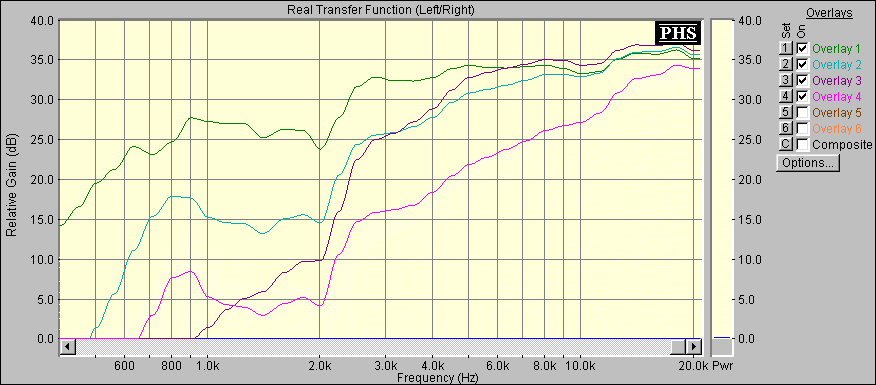 Real Transfer Function (Left/Right)
Relative Gain (dB)
40.0
35.0
30.0
25.0
20.0
15.0
10.0
5.0
0.0
PHS
600 800 1.0k 2.0k 3.0k 4.0k 6.0k 8.0k 10.0k 20.0k Pwr
Frequency (Hz)
40.0
35.0
30.0
25.0
20.0
15.0
10.0
5.0
0.0
Overlays
Set On
1 Overlay 1
2 Overlay 2
3 Overlay 3
4 Overlay 4
5 Overlay 5
6 Overlay 6
C Composite
Options...